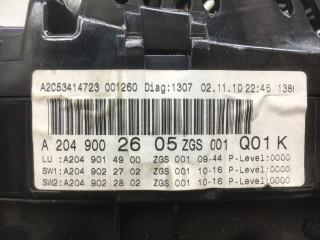 A2C53414723 001260 Diag:1307 02.11.10 22:46 138I
A 204 900 26 05 ZGS 001 Q01 K
LU :A204 901 49 00 ZGS 001 09-44 P-Level:0000
SW1:A204 902 27 02 ZGS 001 10-16 P-Level:0000
SW2:A204 902 28 02 ZGS 001 10-16 P-Level:0000